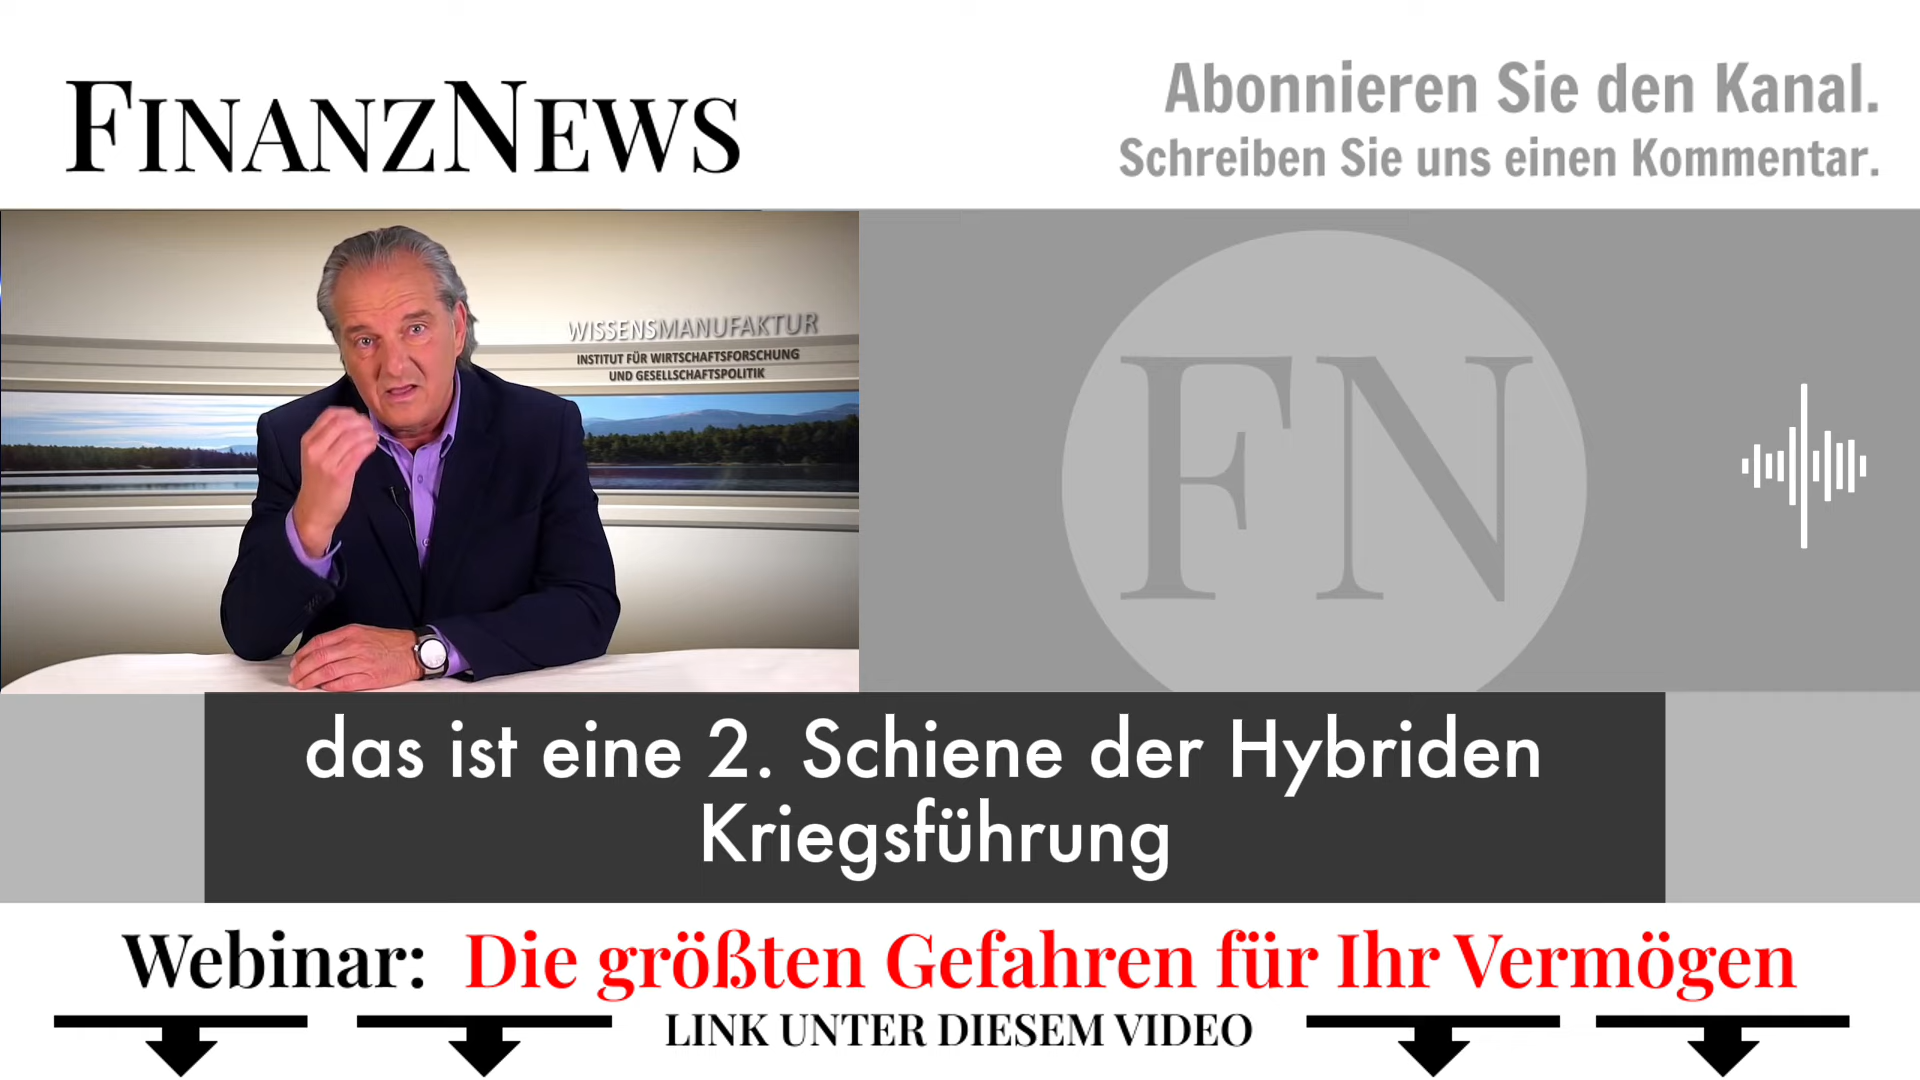 FINANZNEWS
Abonnieren Sie den Kanal.
Schreiben Sie uns einen Kommentar.
WISSENSMANUFAKTUR
INSTITUT FÜR WIRTSCHAFTSFORSCHUNG
UND GESELLSCHAFTSPOLITIK
FN
das ist eine 2. Schiene der Hybriden
Kriegsführung
Webinar: Die größten Gefahren für Ihr Vermögen
LINK UNTER DIESEM VIDEO